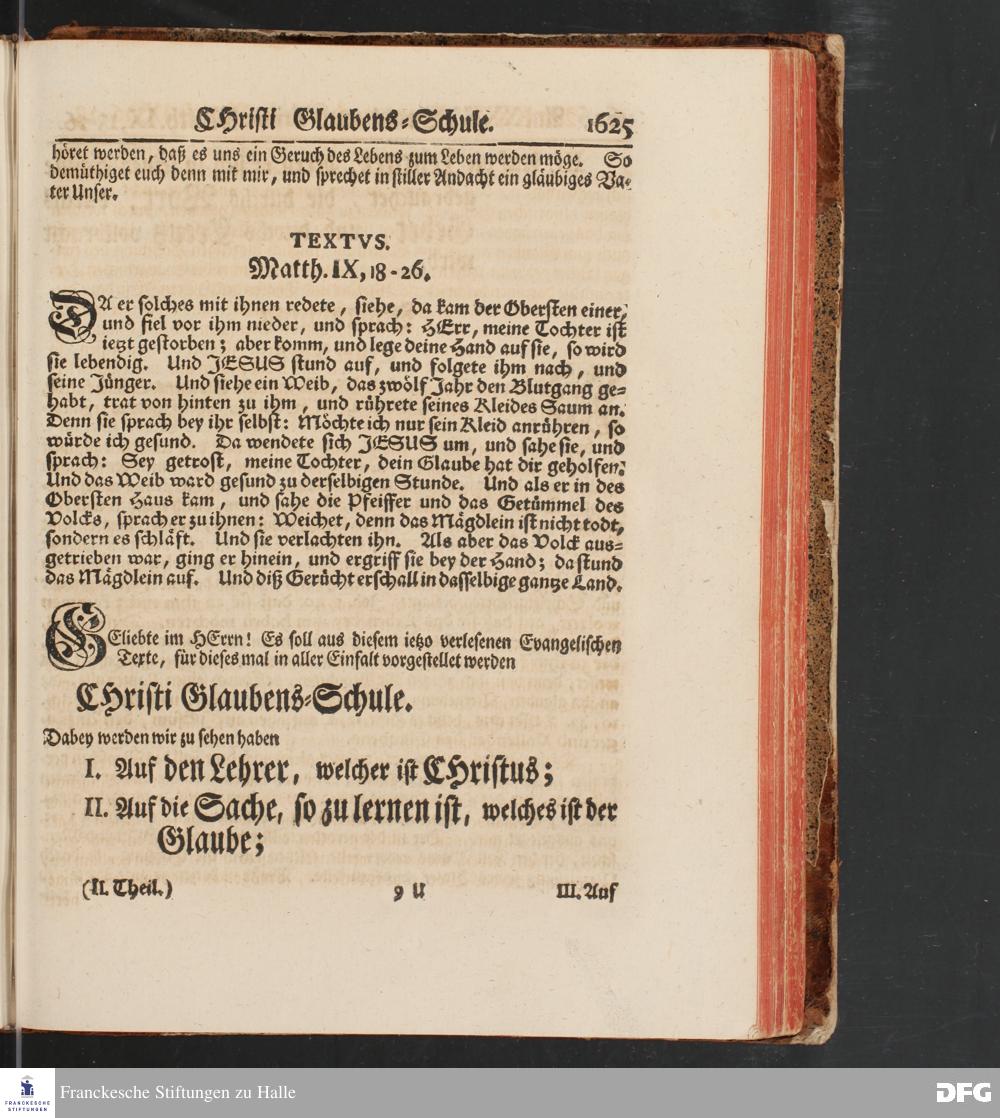 CHristi Glaubens-Schule. 1625
höret werden, daß es uns ein Geruch des Lebens zum Leben werden möge. So
demüthiget euch denn mit mir, und sprechet in stiller Andacht ein gläubiges Va-
ter Unser.
TEXTVS.
Matth. IX, 18-26.
DA er solches mit ihnen redete, siehe, da kam der Obersten einer,
und fiel vor ihm nieder, und sprach: HErr, meine Tochter ist
ietzt gestorben; aber komm, und lege deine Hand auf sie, so wird
sie lebendig. Und JESUS stund auf, und folgete ihm nach, und
seine Jünger. Und siehe ein Weib, das zwölf Jahr den Blutgang ge-
habt, trat von hinten zu ihm, und rührete seines Kleides Saum an.
Denn sie sprach bey ihr selbst: Möchte ich nur sein Kleid anrühren, so
würde ich gesund. Da wendete sich JESUS um, und sahe sie, und
sprach: Sey getrost, meine Tochter, dein Glaube hat dir geholfen.
Und das Weib ward gesund zu derselbigen Stunde. Und als er in des
Obersten Haus kam, und sahe die Pfeiffer und das Getümmel des
Volcks, sprach er zu ihnen: Weichet, denn das Mägdlein ist nicht todt,
sondern es schläft. Und sie verlachten ihn. Als aber das Volck aus-
getrieben war, ging er hinein, und ergriff sie bey der Hand; da stund
das Mägdlein auf. Und diß Gerücht erschall in dasselbige gantze Land.
GEliebte im HErrn! Es soll aus diesem ietzo verlesenen Evangelischen
Texte, für dieses mal in aller Einfalt vorgestellet werden
CHristi Glaubens-Schule.
Dabey werden wir zu sehen haben
I. Auf den Lehrer, welcher ist CHristus;
II. Auf die Sache, so zu lernen ist, welches ist der
Glaube;
(II. Theil.) 9 U III. Auf
FRANCKESCHE
STIFTUNGEN
Franckesche Stiftungen zu Halle
DFG